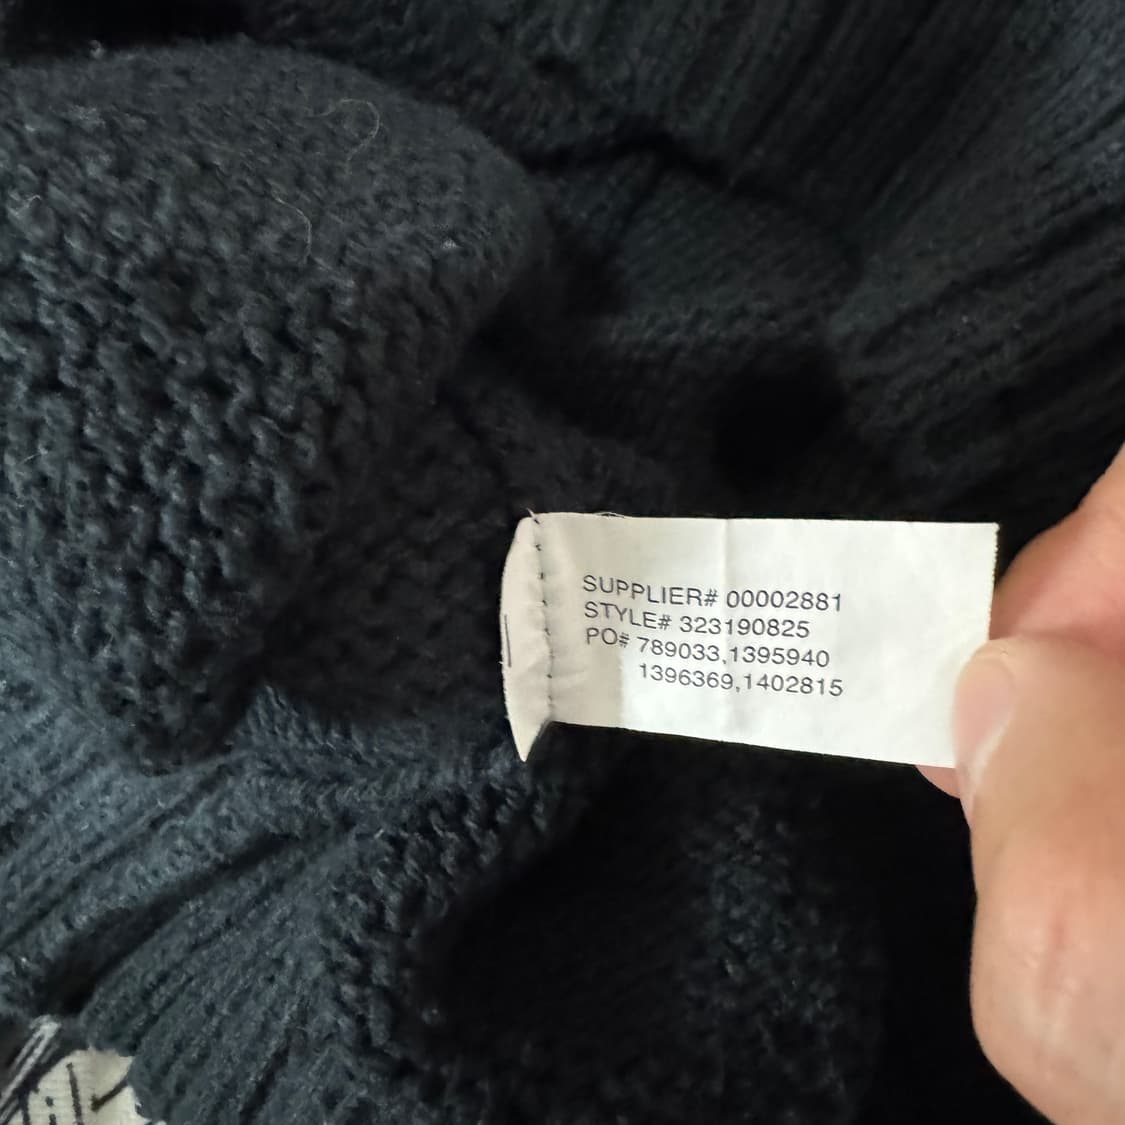 SUPPLIER# 00002881
STYLE# 323190825
PO# 789033,1395940
1396369,1402815